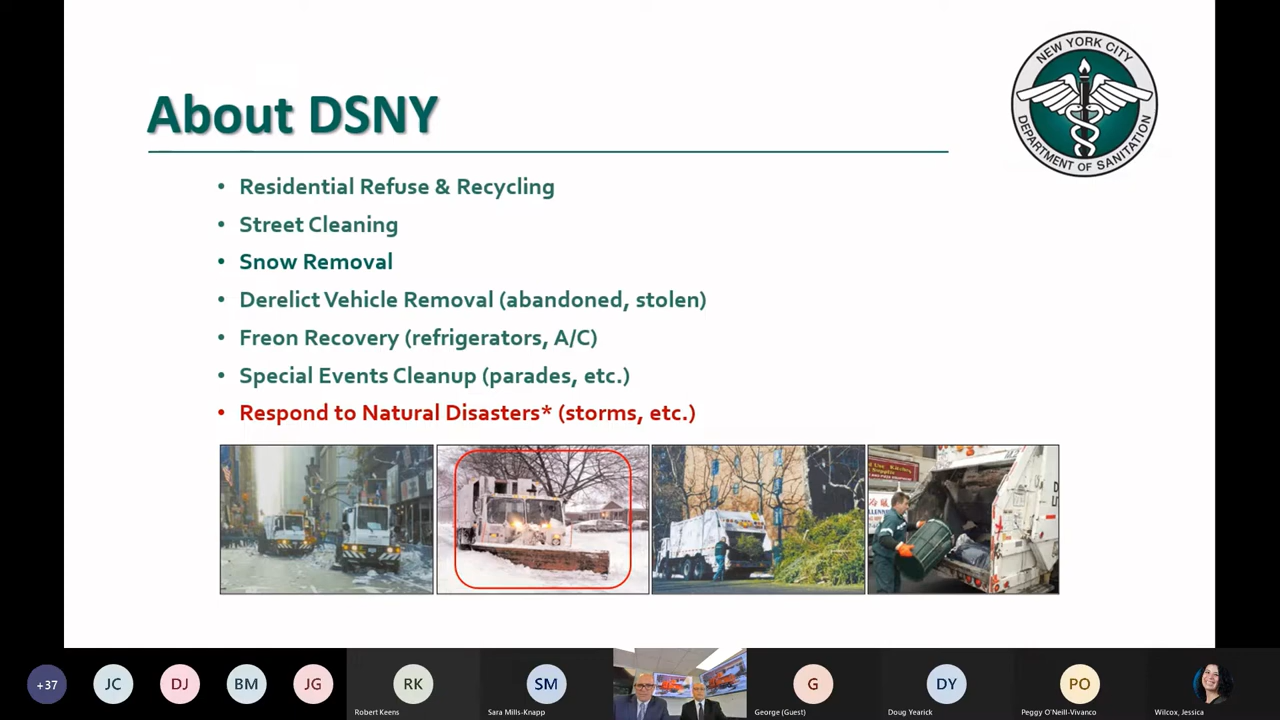 NEW YORK CITY
DEPARTMENT OF SANITATION
About DSNY
• Residential Refuse & Recycling
• Street Cleaning
• Snow Removal
• Derelict Vehicle Removal (abandoned, stolen)
• Freon Recovery (refrigerators, A/C)
• Special Events Cleanup (parades, etc.)
• Respond to Natural Disasters* (storms, etc.)
+37
JC
DJ
BM
JG
RK
SM
G
DY
PO
Robert Keens
Sara Mills-Knapp
George (Guest)
Doug Yearick
Peggy O'Neill-Vivanco
Wilcox, Jessica